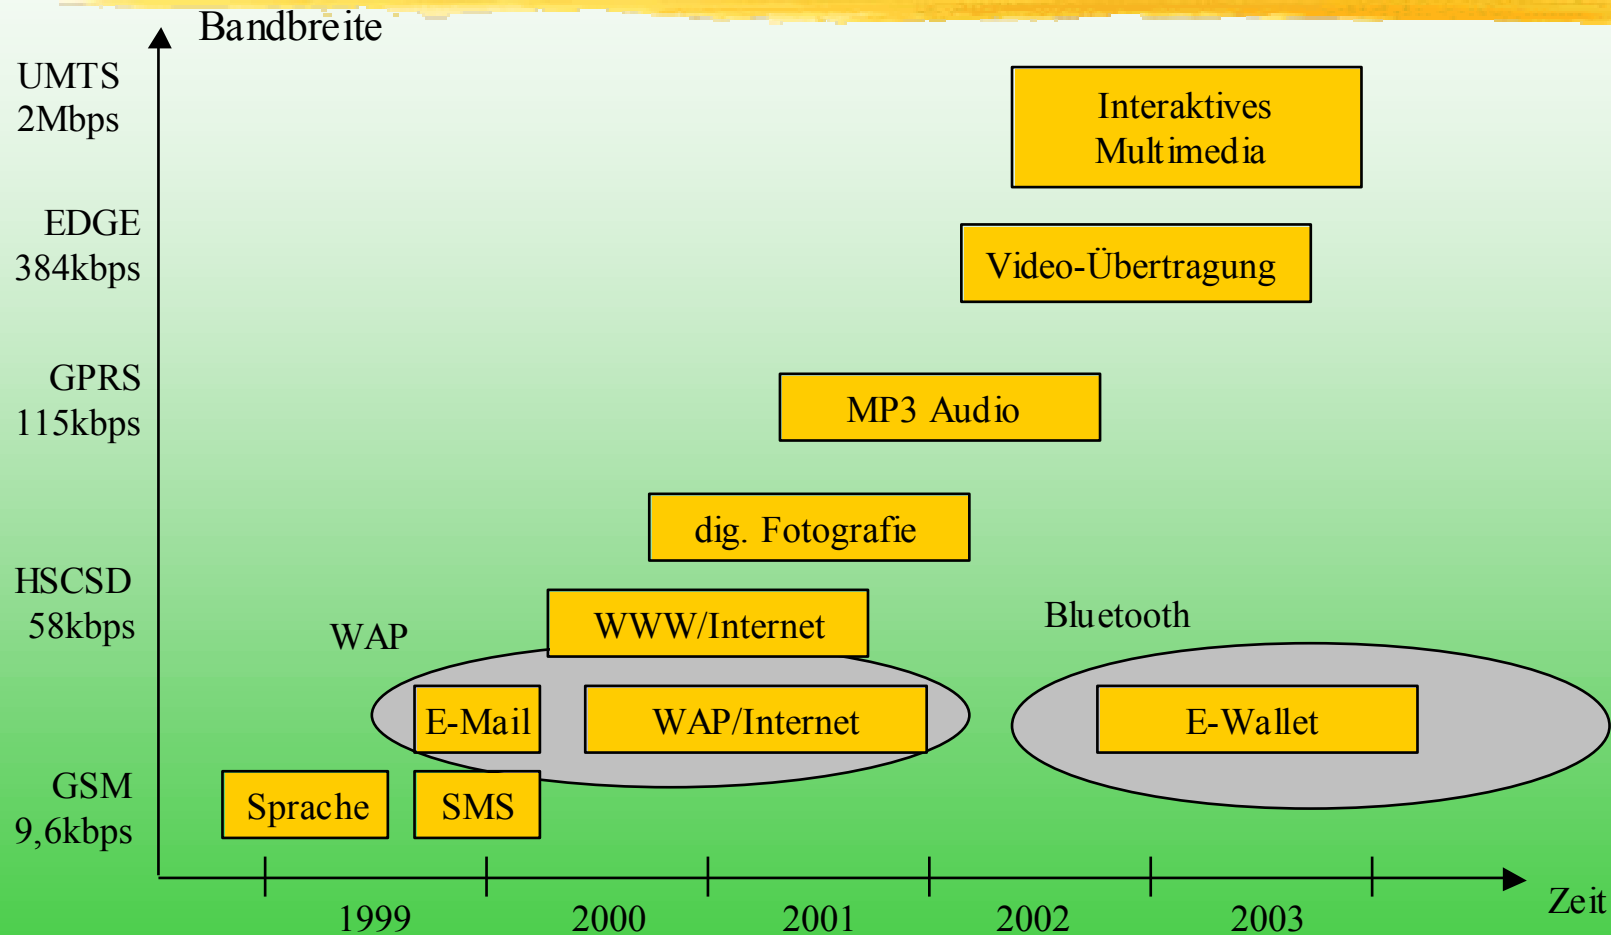 Bandbreite
UMTS
2Mbps
Interaktives
Multimedia
EDGE
384kbps
Video-Übertragung
GPRS
115kbps
MP3 Audio
dig. Fotografie
HSCSD
58kbps
WWW/Internet
WAP
Bluetooth
E-Mail
WAP/Internet
E-Wallet
GSM
9,6kbps
Sprache
SMS
1999
2000
2001
2002
2003
Zeit